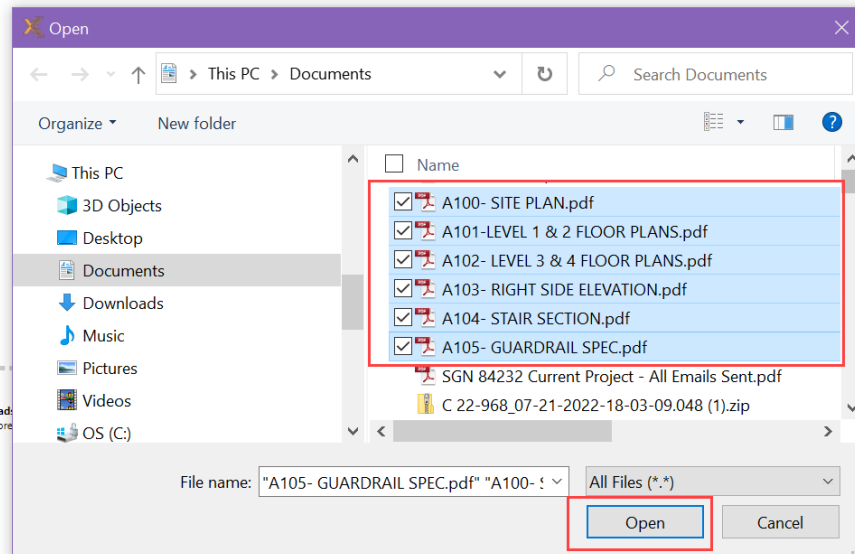 Open
This PC > Documents
Search Documents
Organize
New folder
?
This PC
3D Objects
Desktop
Documents
Downloads
Music
Pictures
Videos
OS (C:)
Name
A100- SITE PLAN.pdf
A101-LEVEL 1 & 2 FLOOR PLANS.pdf
A102- LEVEL 3 & 4 FLOOR PLANS.pdf
A103- RIGHT SIDE ELEVATION.pdf
A104- STAIR SECTION.pdf
A105- GUARDRAIL SPEC.pdf
SGN 84232 Current Project - All Emails Sent.pdf
C 22-968_07-21-2022-18-03-09.048 (1).zip
File name: "A105- GUARDRAIL SPEC.pdf" "A100-
All Files (*.*)
Open
Cancel